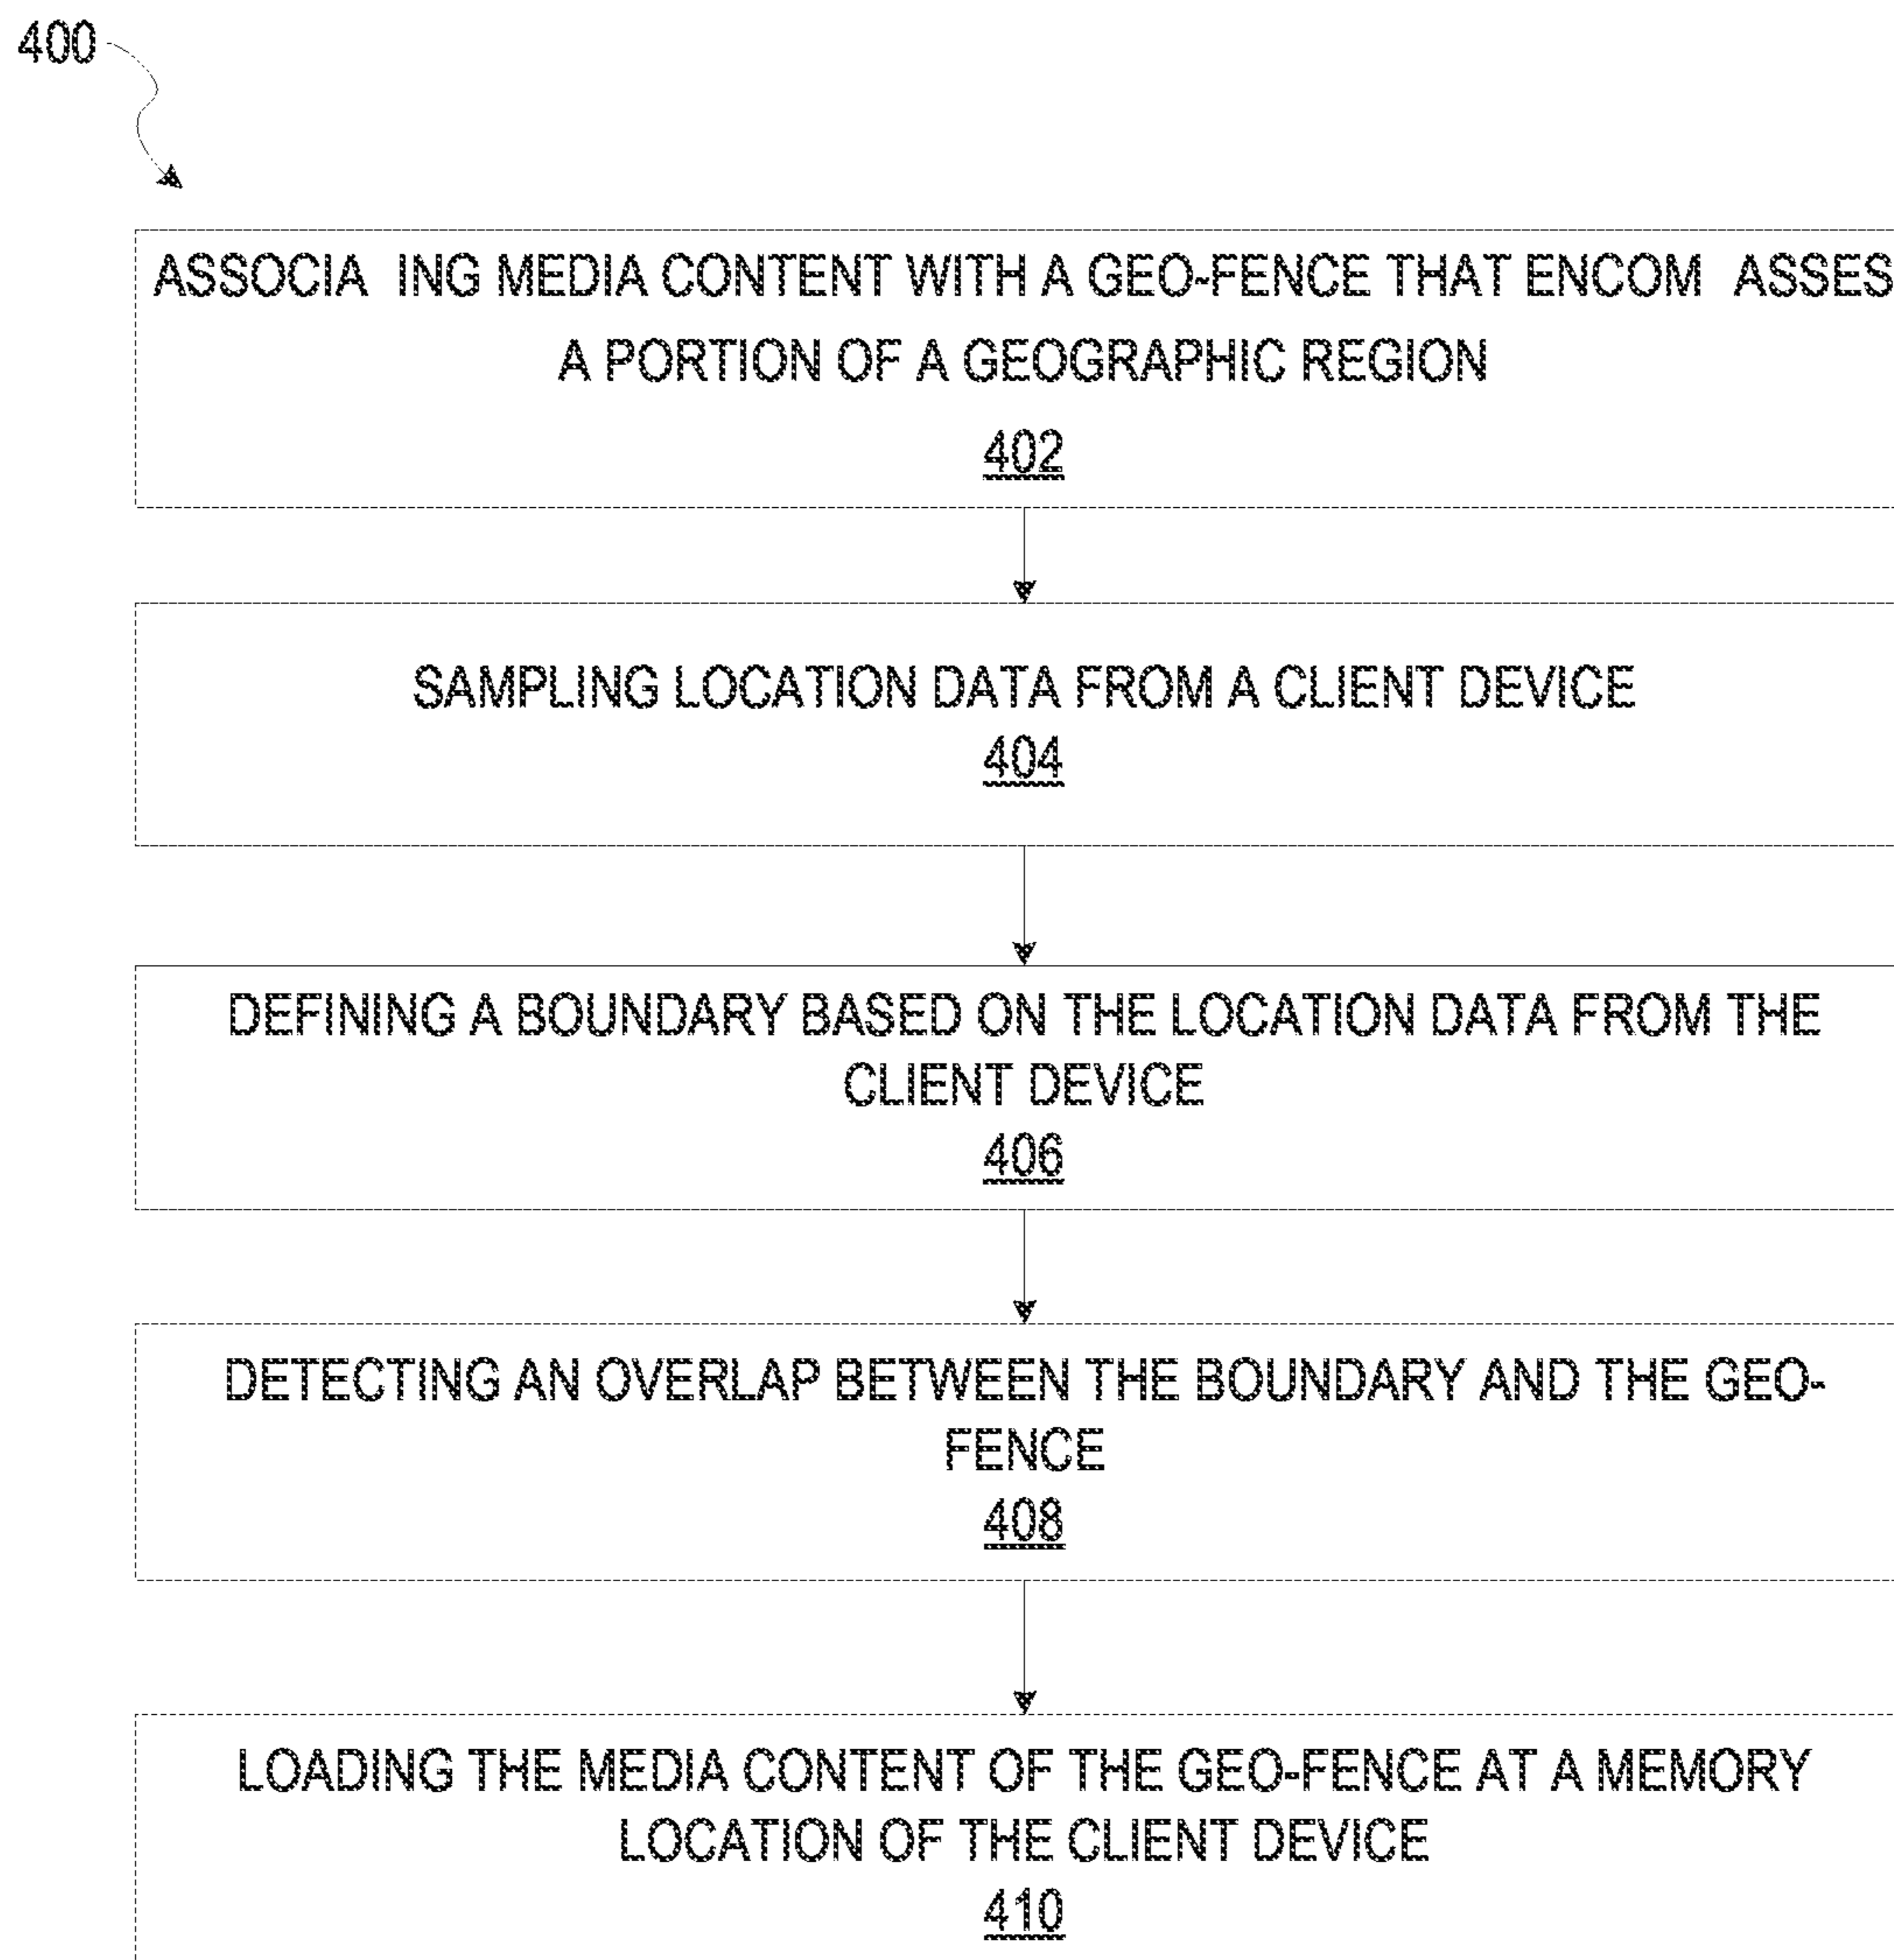 400
ASSOCIA ING MEDIA CONTENT WITH A GEO-FENCE THAT ENCOM ASSES
A PORTION OF A GEOGRAPHIC REGION
402
SAMPLING LOCATION DATA FROM A CLIENT DEVICE
404
DEFINING A BOUNDARY BASED ON THE LOCATION DATA FROM THE
CLIENT DEVICE
406
DETECTING AN OVERLAP BETWEEN THE BOUNDARY AND THE GEO-
FENCE
408
LOADING THE MEDIA CONTENT OF THE GEO-FENCE AT A MEMORY
LOCATION OF THE CLIENT DEVICE
410